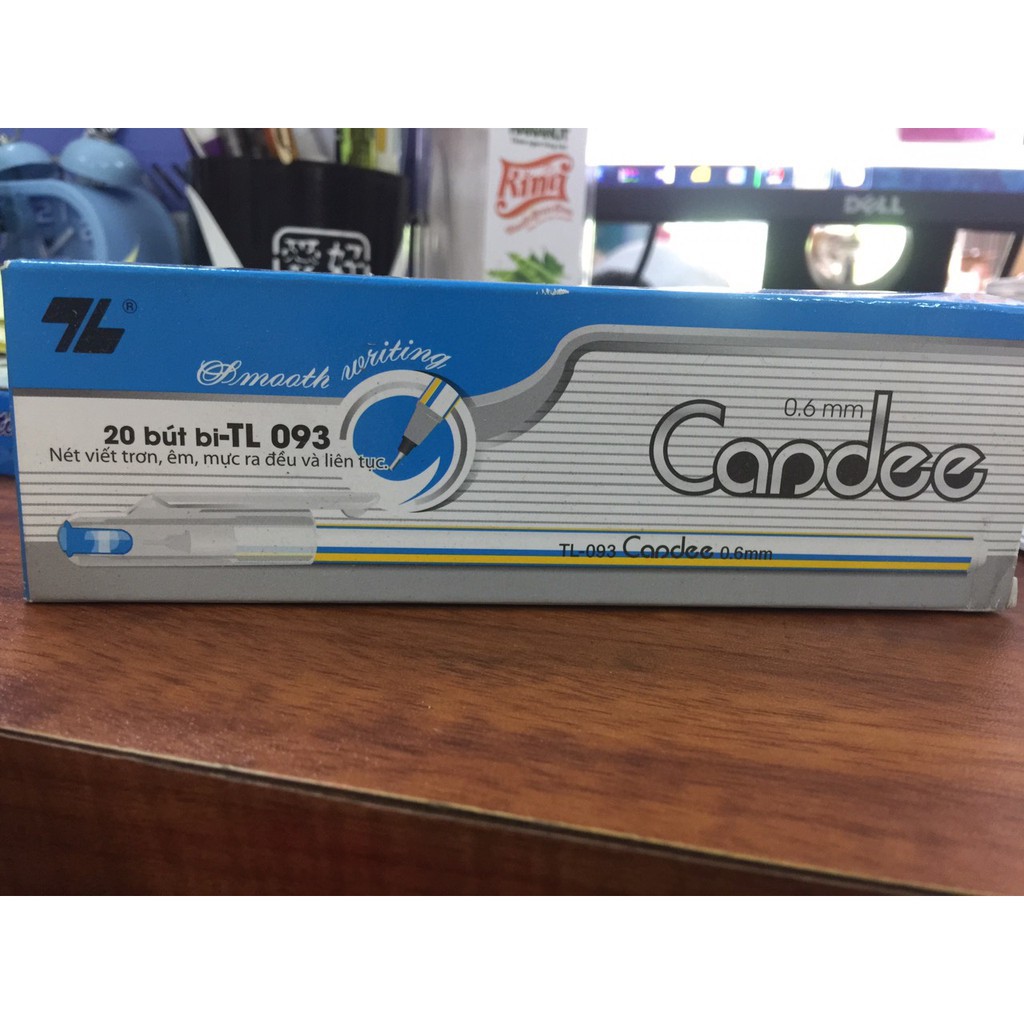 King
DELL
TL®
Smooth writing
0.6 mm
Candee
20 bút bi-TL 093
Nét viết trơn, êm, mực ra đều và liên tục.
TL-093 Candee 0.6mm